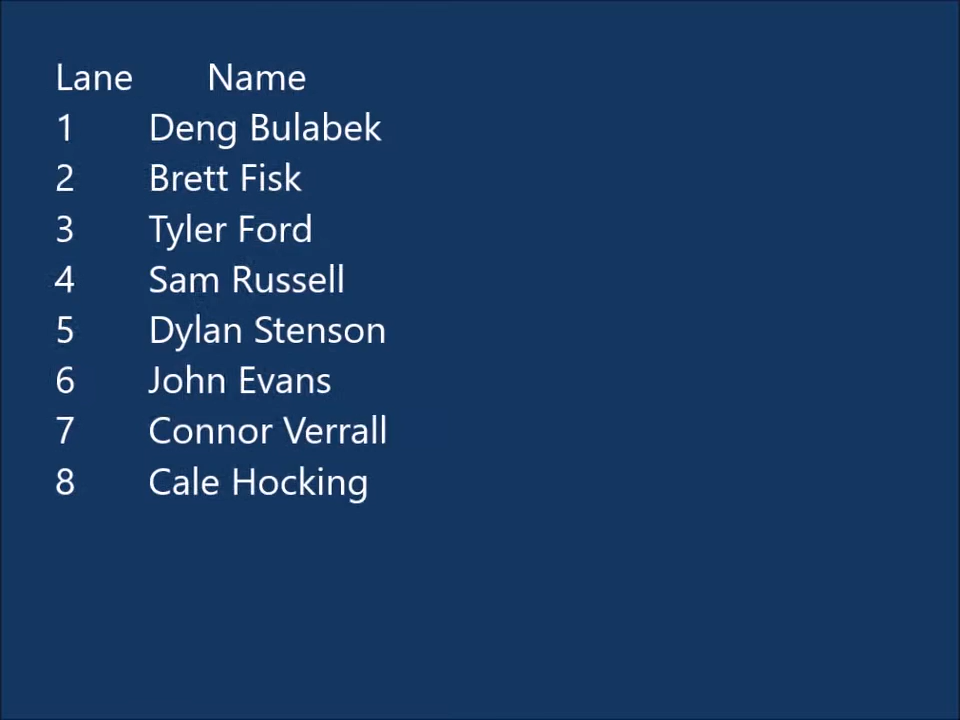 Lane Name
1 Deng Bulabek
2 Brett Fisk
3 Tyler Ford
4 Sam Russell
5 Dylan Stenson
6 John Evans
7 Connor Verrall
8 Cale Hocking